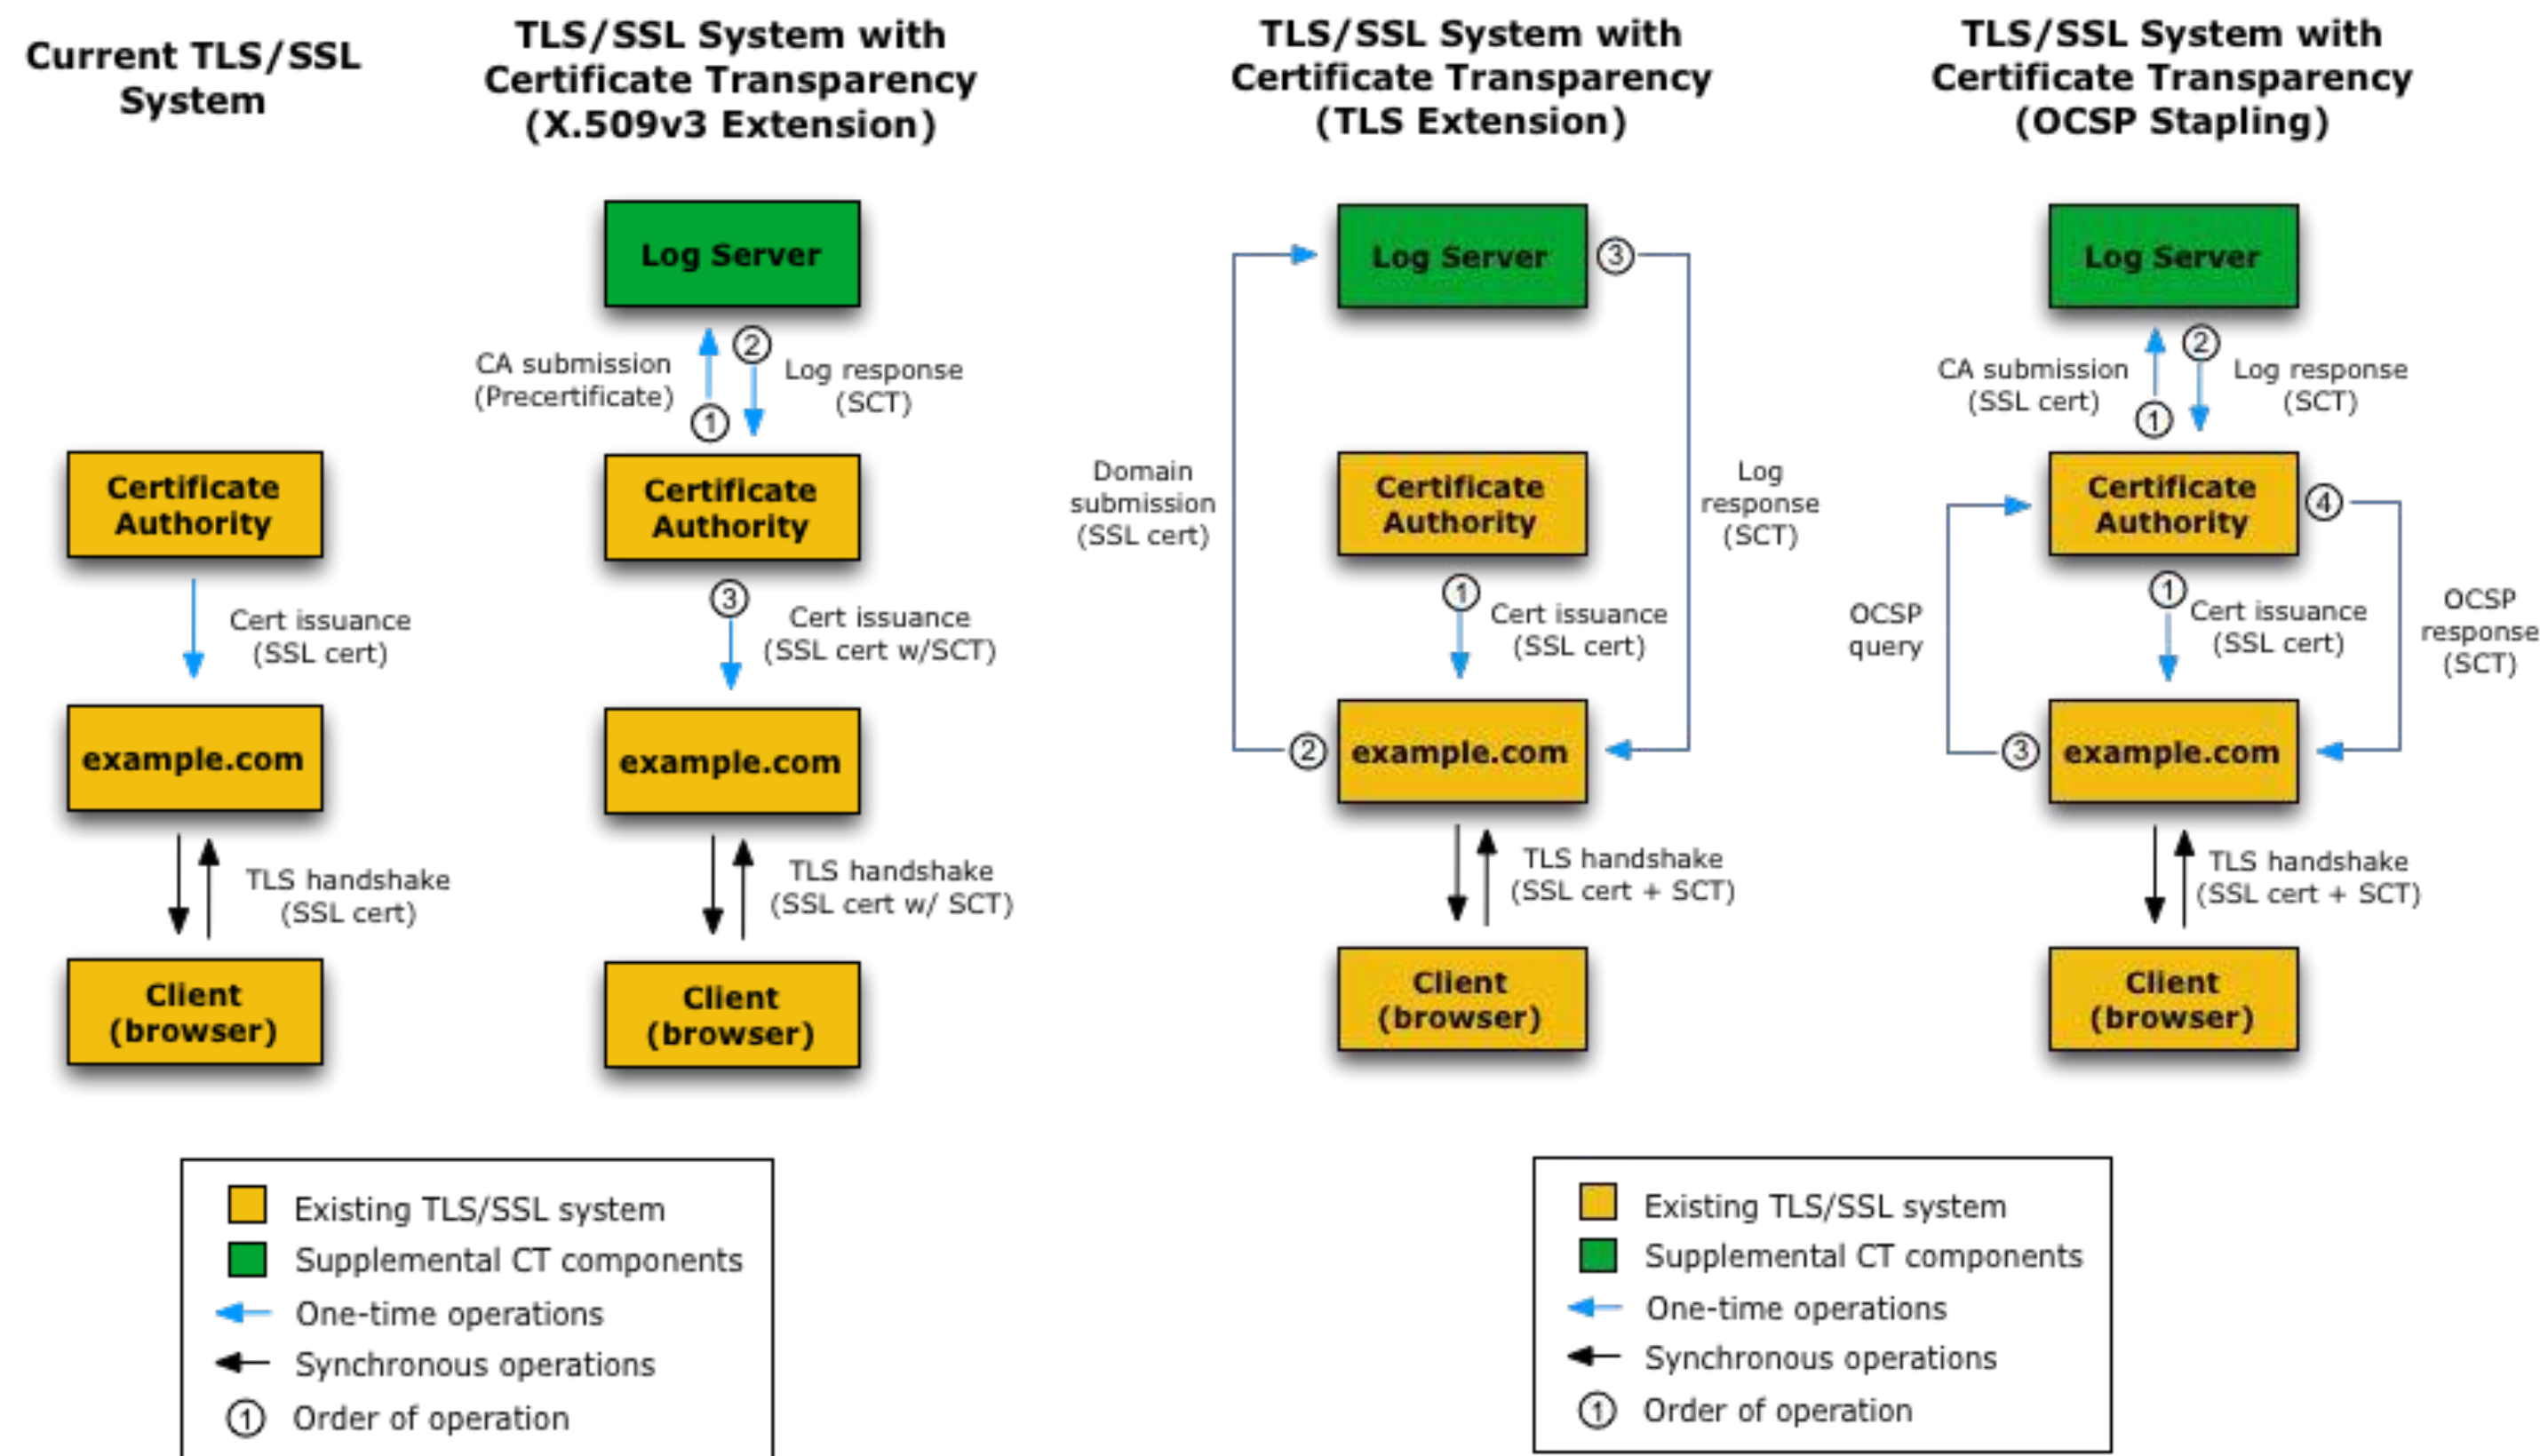 Current TLS/SSL
System
TLS/SSL System with
Certificate Transparency
(X.509v3 Extension)
Log Server
CA submission
(Precertificate)
1
2
Log response
(SCT)
Certificate
Authority
Cert issuance
(SSL cert)
example.com
TLS handshake
(SSL cert)
Client
(browser)
Certificate
Authority
3
Cert issuance
(SSL cert w/SCT)
example.com
TLS handshake
(SSL cert w/ SCT)
Client
(browser)
Existing TLS/SSL system
Supplemental CT components
One-time operations
Synchronous operations
1 Order of operation
TLS/SSL System with
Certificate Transparency
(TLS Extension)
Log Server
3
Domain
submission
(SSL cert)
Certificate
Authority
Log
response
(SCT)
1
Cert issuance
(SSL cert)
2
example.com
TLS handshake
(SSL cert + SCT)
Client
(browser)
TLS/SSL System with
Certificate Transparency
(OCSP Stapling)
Log Server
CA submission
(SSL cert)
1
2
Log response
(SCT)
Certificate
Authority
4
OCSP
query
1
Cert issuance
(SSL cert)
OCSP
response
(SCT)
3
example.com
TLS handshake
(SSL cert + SCT)
Client
(browser)
Existing TLS/SSL system
Supplemental CT components
One-time operations
Synchronous operations
1 Order of operation